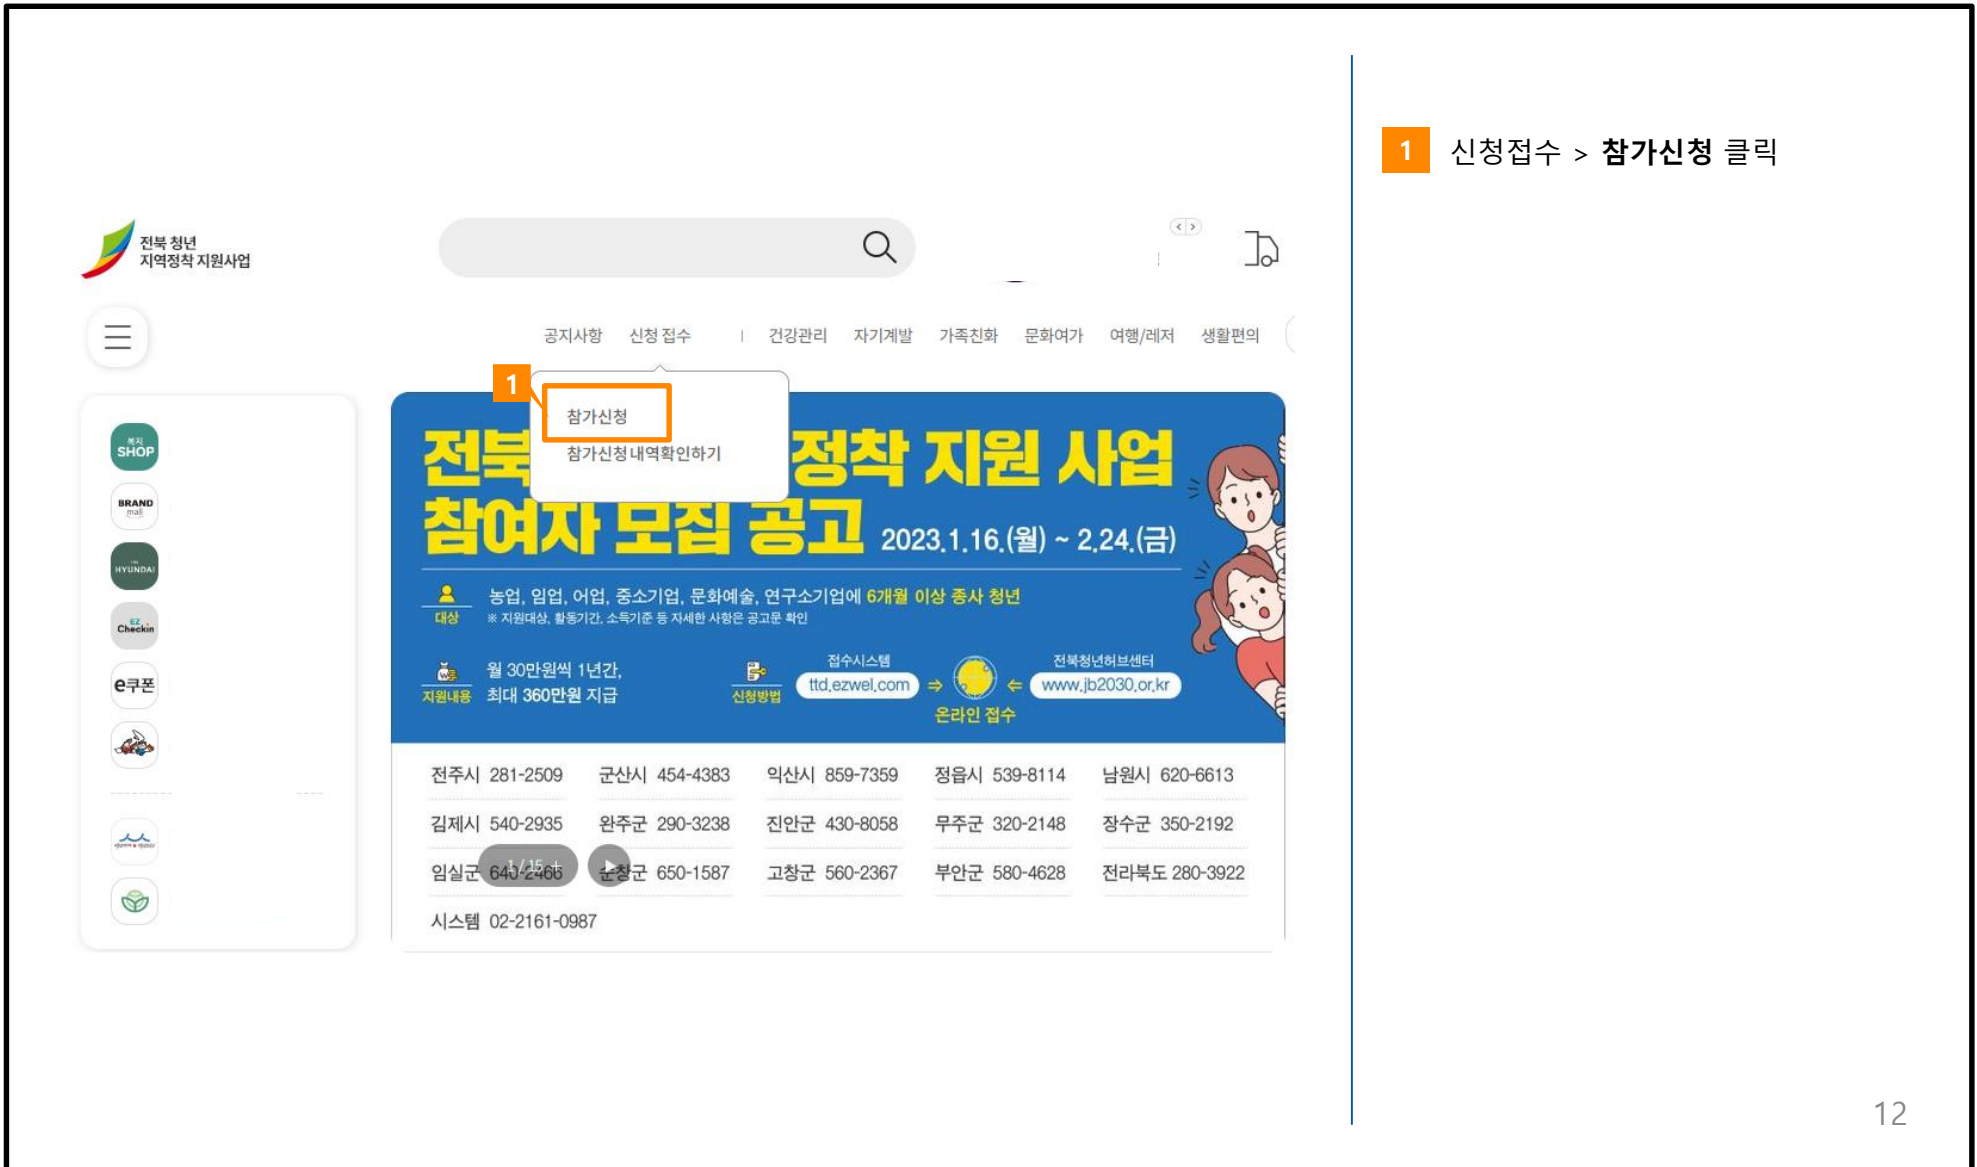 1 신청접수 > 참가신청 클릭
전북 청년
지역정착 지원사업
공지사항 신청 접수 건강관리 자기계발 가족친화 문화여가 여행/레저 생활편의
1
참가신청
참가신청 내역확인하기
복지
SHOP
BRAND
mall
HYUNDAI
EZ
Checkin
e쿠폰
전북 정착 지원 사업
참여자 모집 공고 2023.1.16.(월) ~ 2.24.(금)
대상 농업, 임업, 어업, 중소기업, 문화예술, 연구소기업에 6개월 이상 종사 청년
※ 지원대상, 활동기간, 소득기준 등 자세한 사항은 공고문 확인
지원내용 월 30만원씩 1년간,
최대 360만원 지급
신청방법
접수시스템
ttd.ezwel.com
⇒ ⇐
온라인 접수
전북청년허브센터
www.jb2030.or.kr
전주시 281-2509 군산시 454-4383 익산시 859-7359 정읍시 539-8114 남원시 620-6613
김제시 540-2935 완주군 290-3238 진안군 430-8058 무주군 320-2148 장수군 350-2192
임실군 640-2466 순창군 650-1587 고창군 560-2367 부안군 580-4628 전라북도 280-3922
1 / 15 +
시스템 02-2161-0987
12